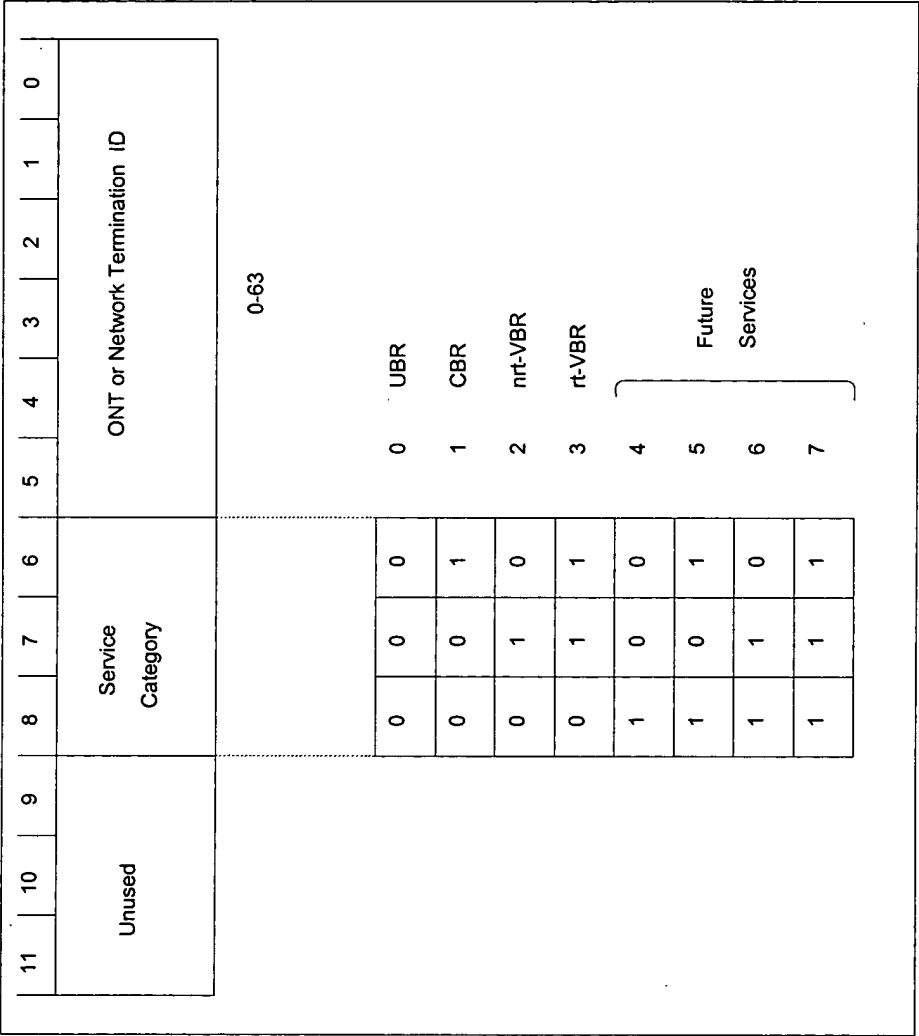 11 10 9 8 7 6 5 4 3 2 1 0
Unused
Service
Category
ONT or Network Termination ID
0-63
0 0 0 0 UBR
0 0 1 1 CBR
0 1 0 2 nrt-VBR
0 1 1 3 rt-VBR
1 0 0 4
1 0 1 5
1 1 0 6
1 1 1 7
Future
Services